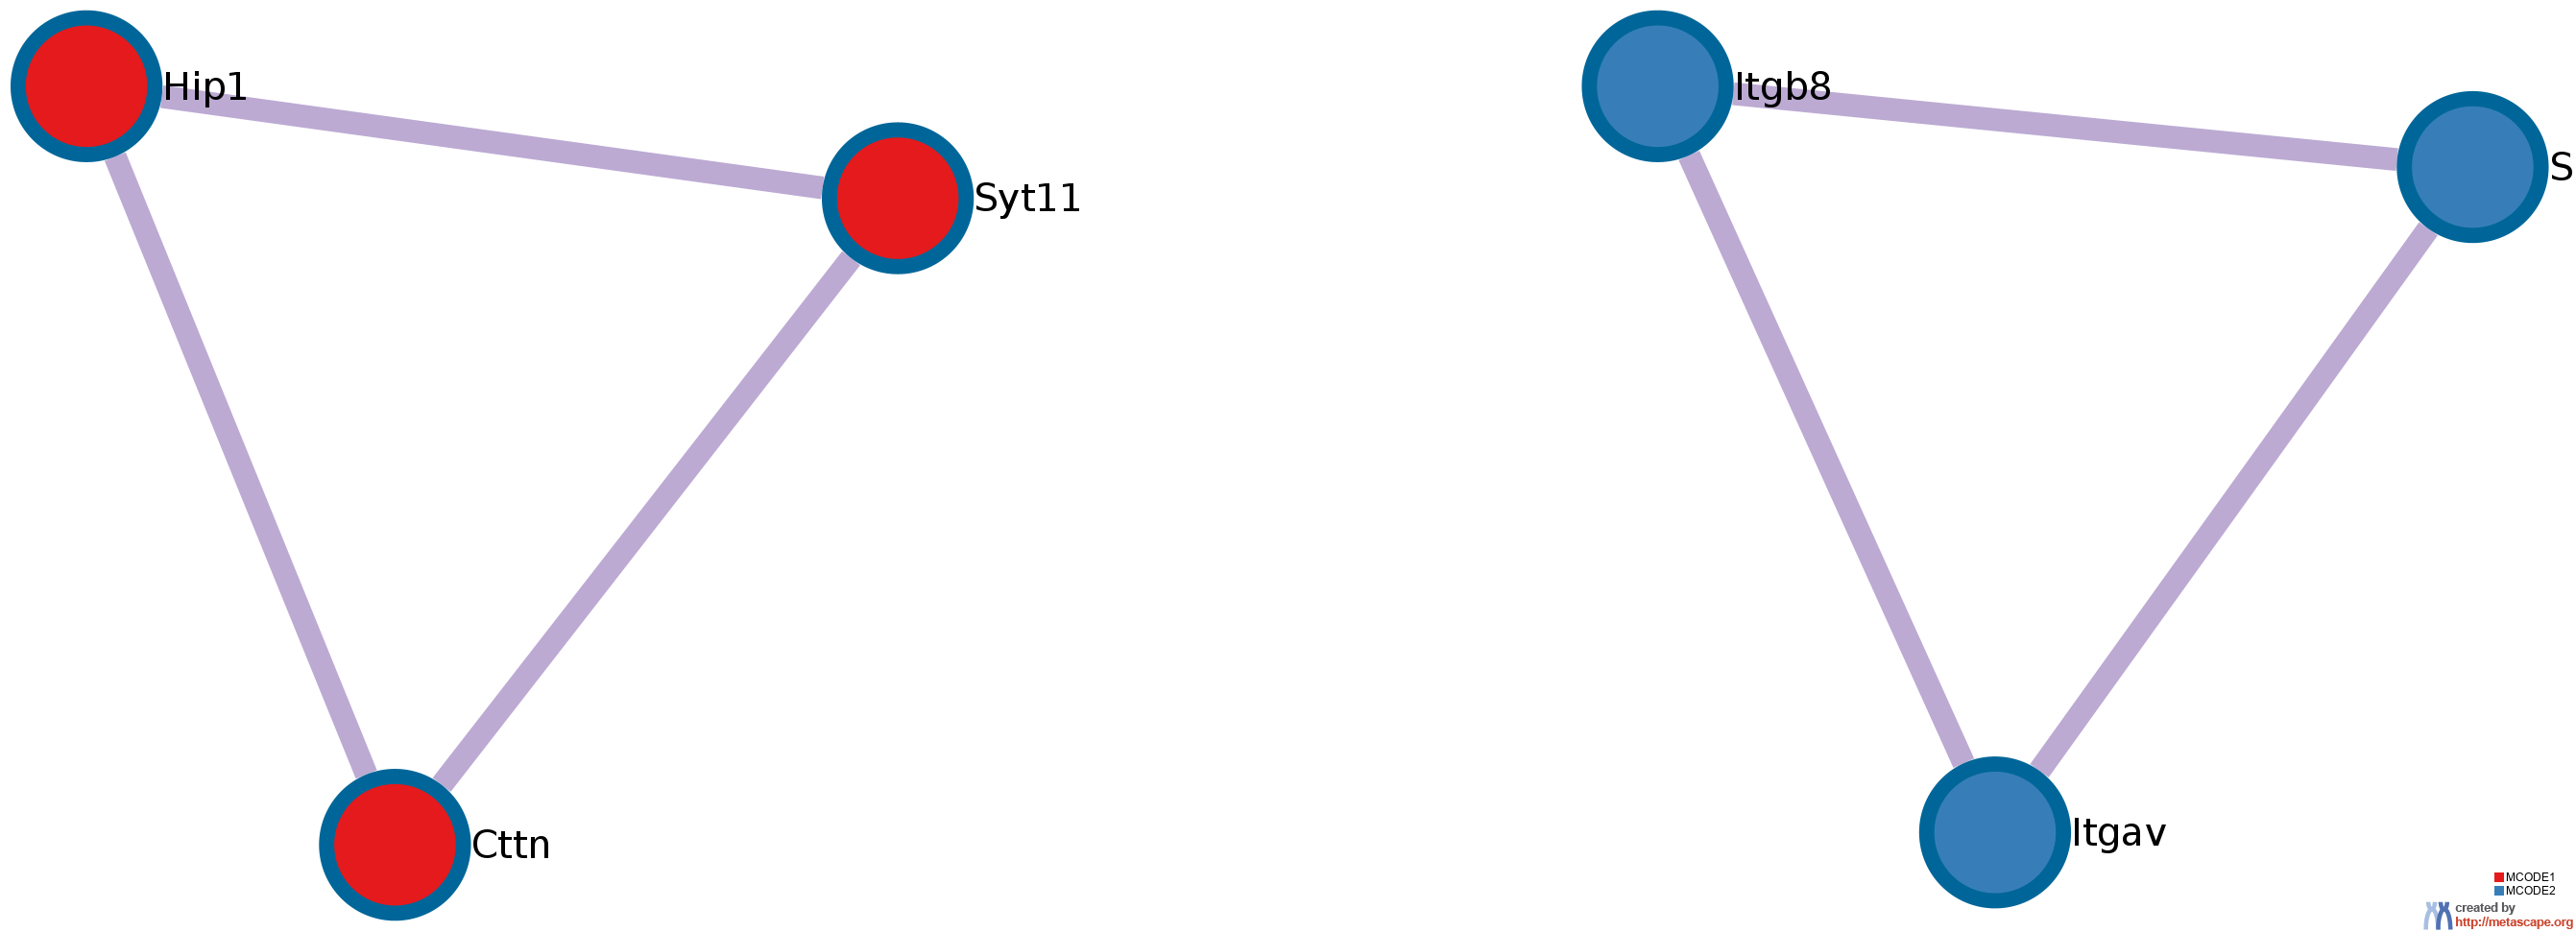 Hip1
Itgb8
S
Syt11
Itgav
Cttn
MCODE1
MCODE2
created by
http://metascape.org